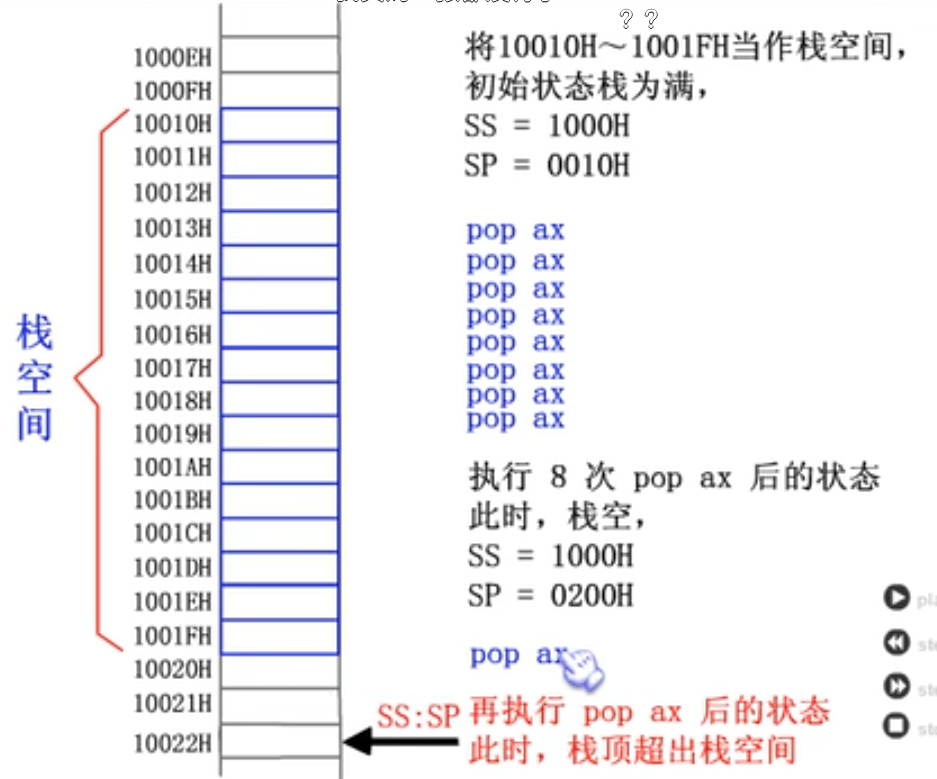 ？？
将10010H～1001FH当作栈空间，
初始状态栈为满，
SS = 1000H
SP = 0010H
pop ax
pop ax
pop ax
pop ax
pop ax
pop ax
pop ax
pop ax
执行 8 次 pop ax 后的状态
此时，栈空，
SS = 1000H
SP = 0200H
pop ax
再执行 pop ax 后的状态
此时，栈顶超出栈空间
SS:SP
栈空间
1000EH
1000FH
10010H
10011H
10012H
10013H
10014H
10015H
10016H
10017H
10018H
10019H
1001AH
1001BH
1001CH
1001DH
1001EH
1001FH
10020H
10021H
10022H